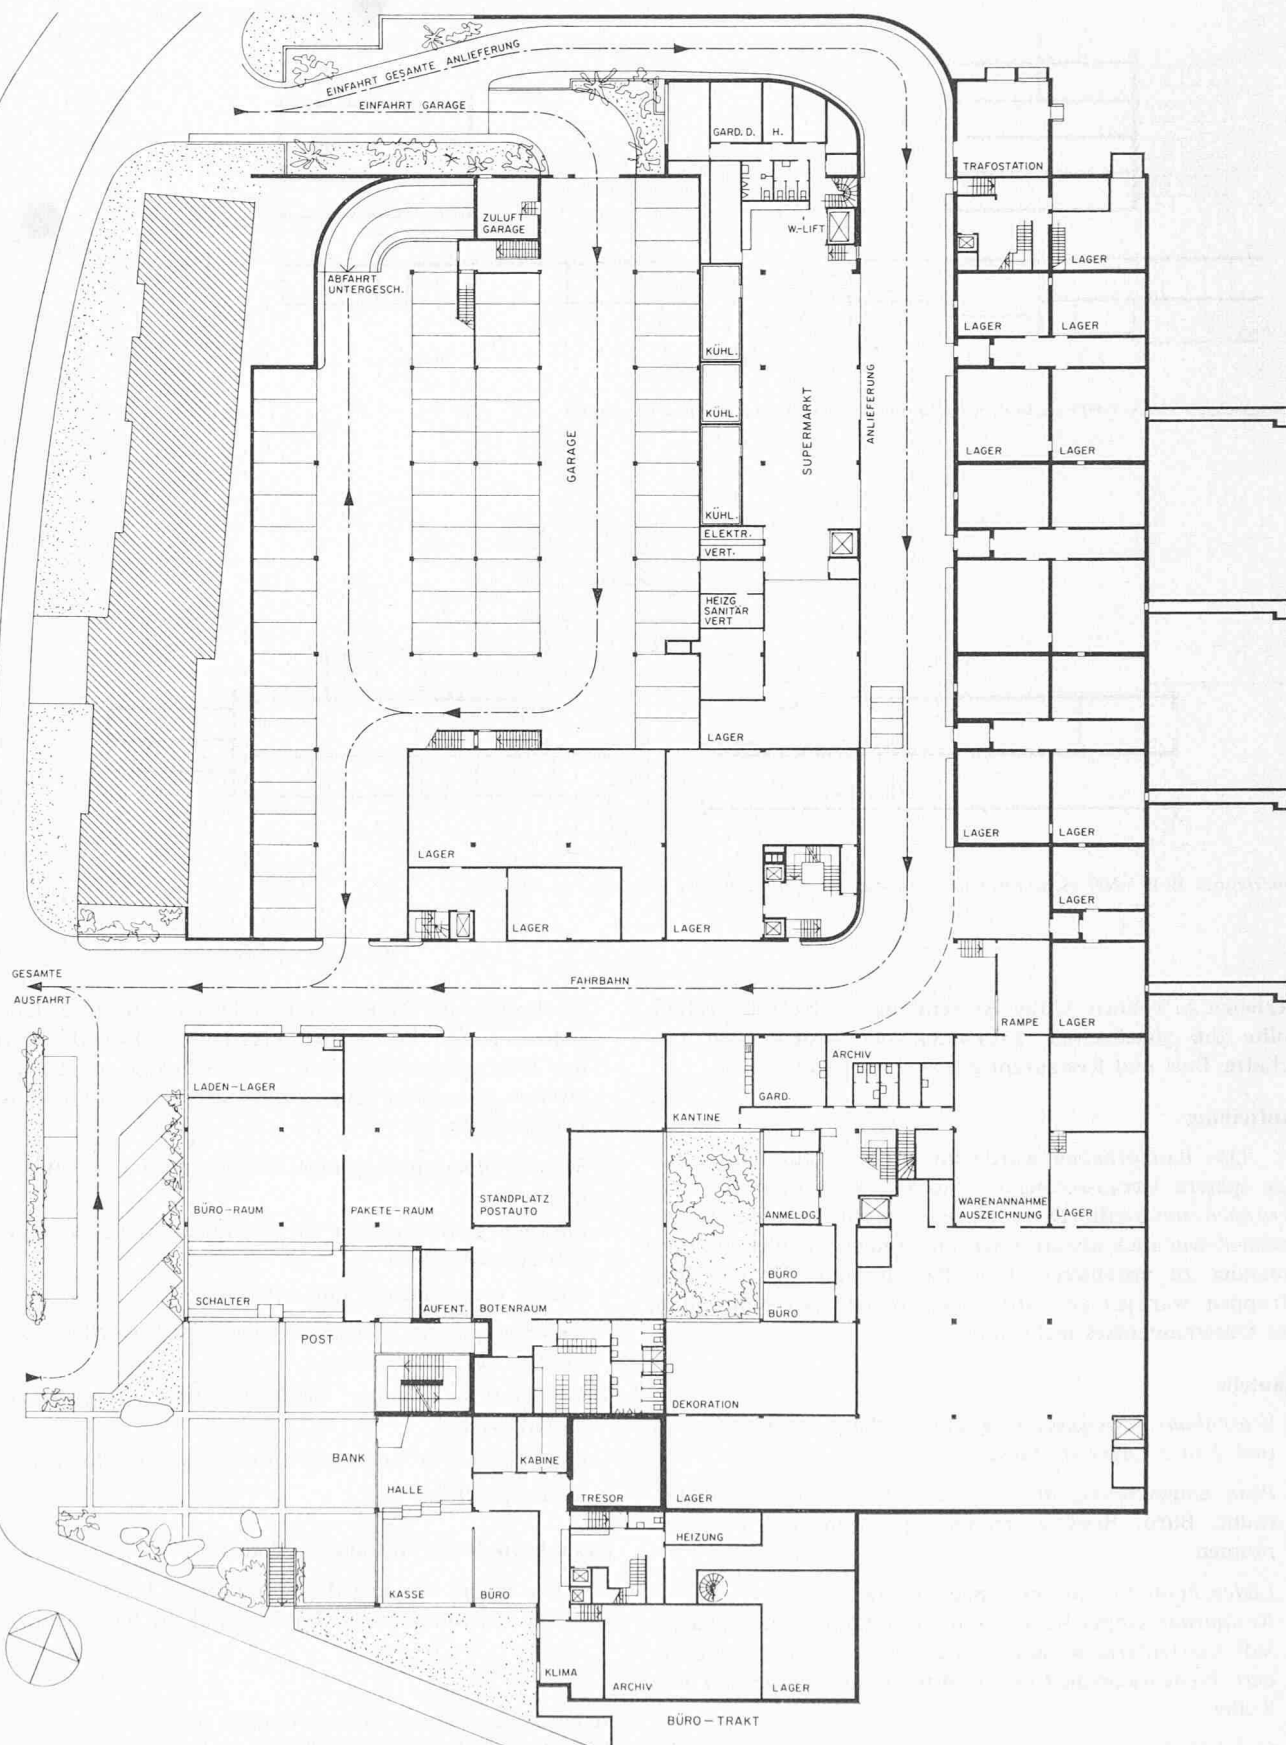 EINFAHRT GESAMTE ANLIEFERUNG
EINFAHRT GARAGE
GARD. D.
H.
TRAFOSTATION
ZULUFT
GARAGE
W.-LIFT
LAGER
ABFAHRT
UNTERGESCH.
LAGER
LAGER
KÜHL.
KÜHL.
KÜHL.
GARAGE
SUPERMARKT
ANLIEFERUNG
LAGER
LAGER
ELEKTR.
VERT.
HEIZG
SANITÄR
VERT
LAGER
LAGER
LAGER
LAGER
LAGER
LAGER
LAGER
GESAMTE
AUSFAHRT
FAHRBAHN
RAMPE
LAGER
LADEN-LAGER
KANTINE
GARD.
ARCHIV
BÜRO-RAUM
PAKETE-RAUM
STANDPLATZ
POSTAUTO
ANMELDG.
WARENANNAHME
AUSZEICHNUNG
LAGER
BÜRO
BÜRO
SCHALTER
AUFENT.
BOTENRAUM
POST
DEKORATION
BANK
HALLE
KABINE
TRESOR
LAGER
HEIZUNG
KASSE
BÜRO
KLIMA
ARCHIV
LAGER
BÜRO-TRAKT